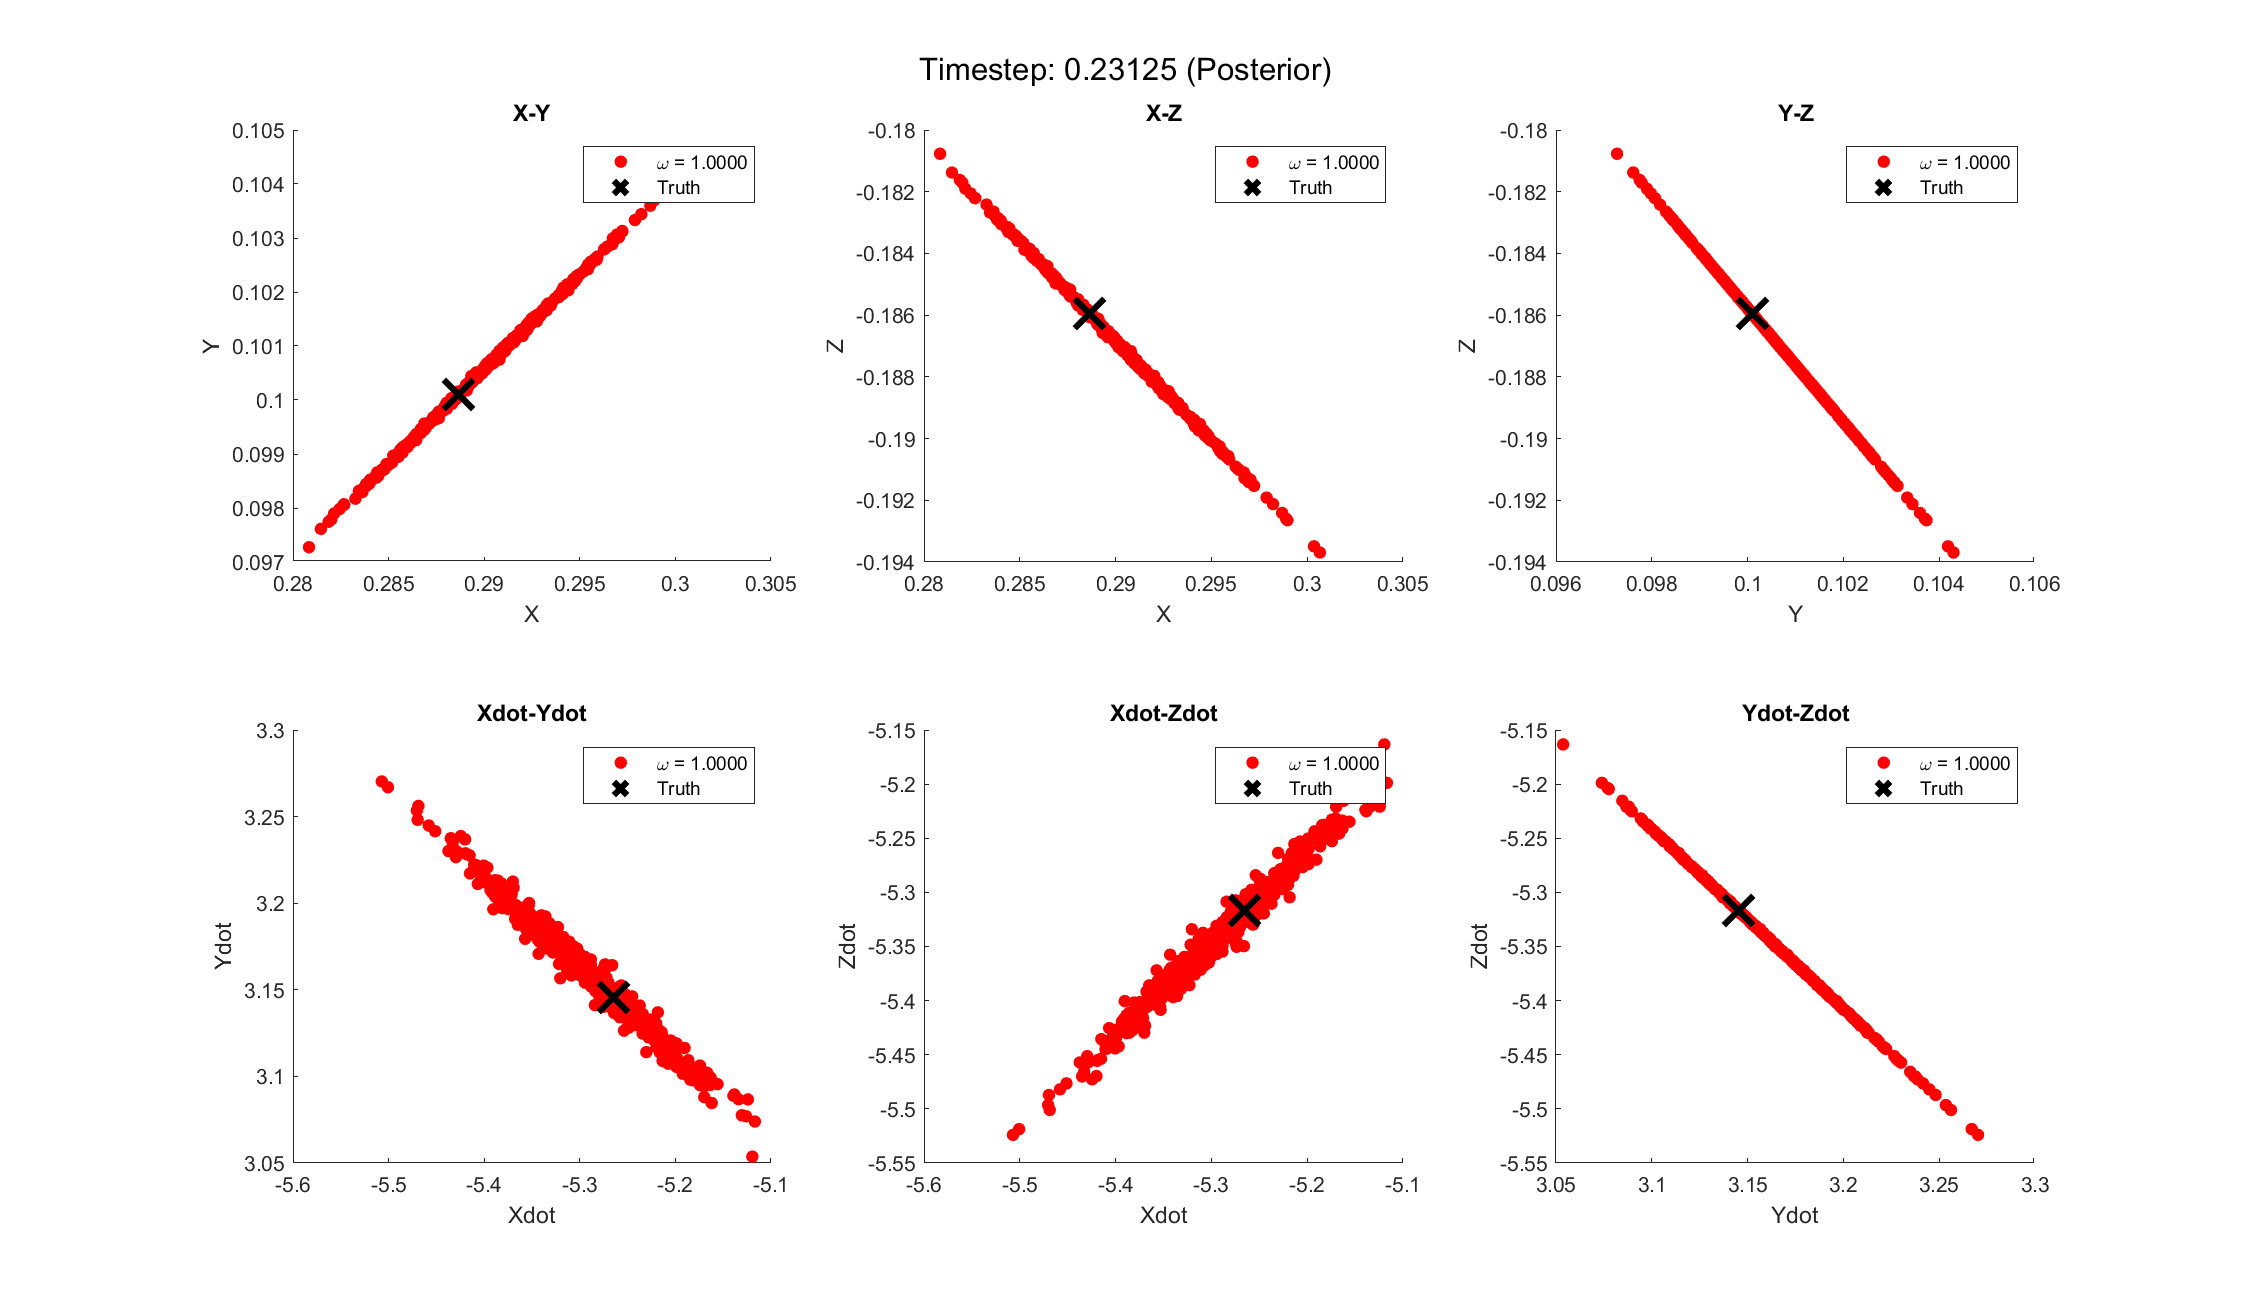 Timestep: 0.23125 (Posterior)
X-Y
0.105
0.104
0.103
0.102
0.101
0.1
0.099
0.098
0.097
Y
0.28 0.285 0.29 0.295 0.3 0.305
X
ω = 1.0000
Truth
X-Z
-0.18
-0.182
-0.184
-0.186
-0.188
-0.19
-0.192
-0.194
Z
0.28 0.285 0.29 0.295 0.3 0.305
X
ω = 1.0000
Truth
Y-Z
-0.18
-0.182
-0.184
-0.186
-0.188
-0.19
-0.192
-0.194
Z
0.096 0.098 0.1 0.102 0.104 0.106
Y
ω = 1.0000
Truth
Xdot-Ydot
3.3
3.25
3.2
3.15
3.1
3.05
Ydot
-5.6 -5.5 -5.4 -5.3 -5.2 -5.1
Xdot
ω = 1.0000
Truth
Xdot-Zdot
-5.15
-5.2
-5.25
-5.3
-5.35
-5.4
-5.45
-5.5
-5.55
Zdot
-5.6 -5.5 -5.4 -5.3 -5.2 -5.1
Xdot
ω = 1.0000
Truth
Ydot-Zdot
-5.15
-5.2
-5.25
-5.3
-5.35
-5.4
-5.45
-5.5
-5.55
Zdot
3.05 3.1 3.15 3.2 3.25 3.3
Ydot
ω = 1.0000
Truth